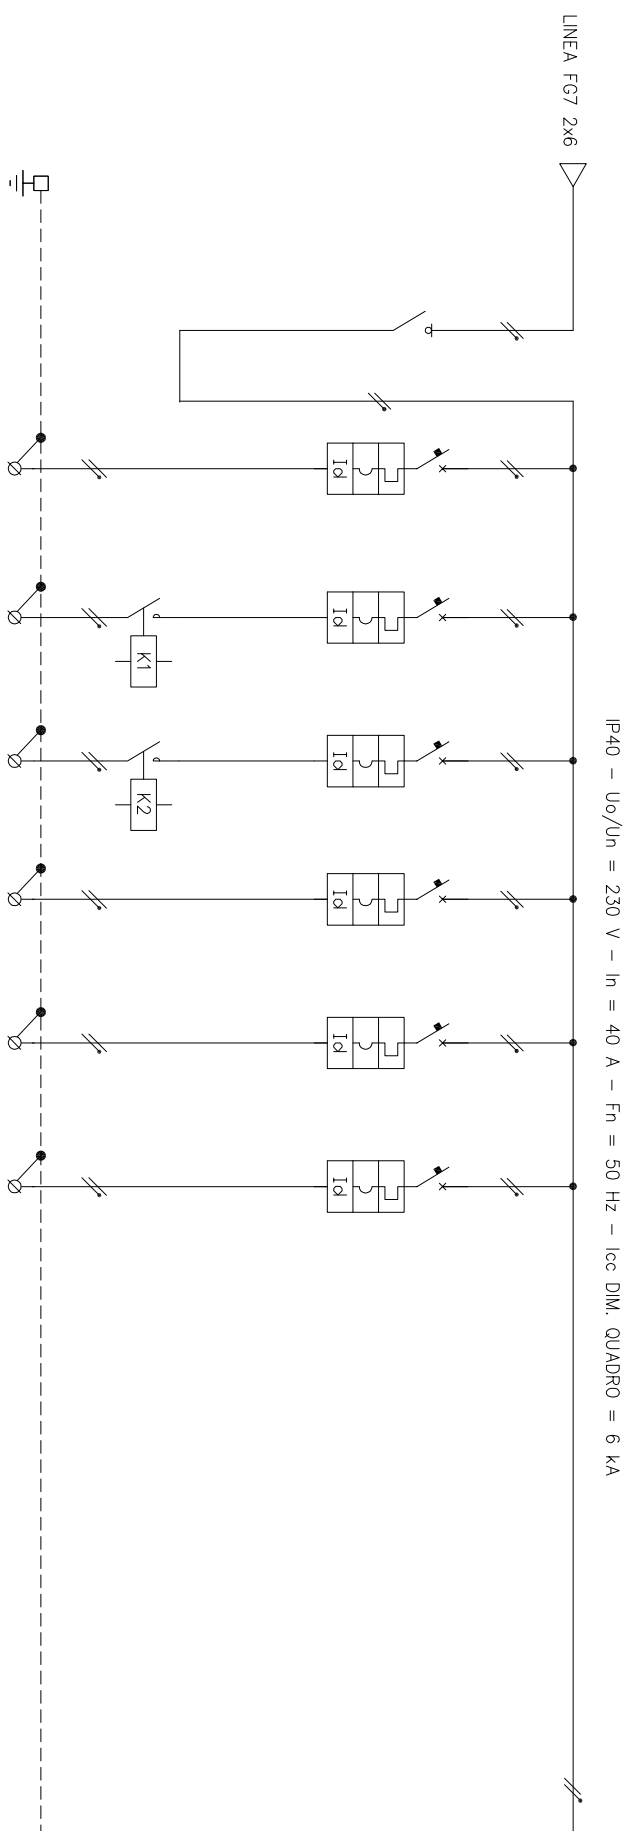 LINEA FG7 2x6
IP40 - Uo/Un = 230 V - In = 40 A - Fn = 50 Hz - Icc DIM. QUADRO = 6 kA
Id
Id
K1
Id
K2
Id
Id
Id